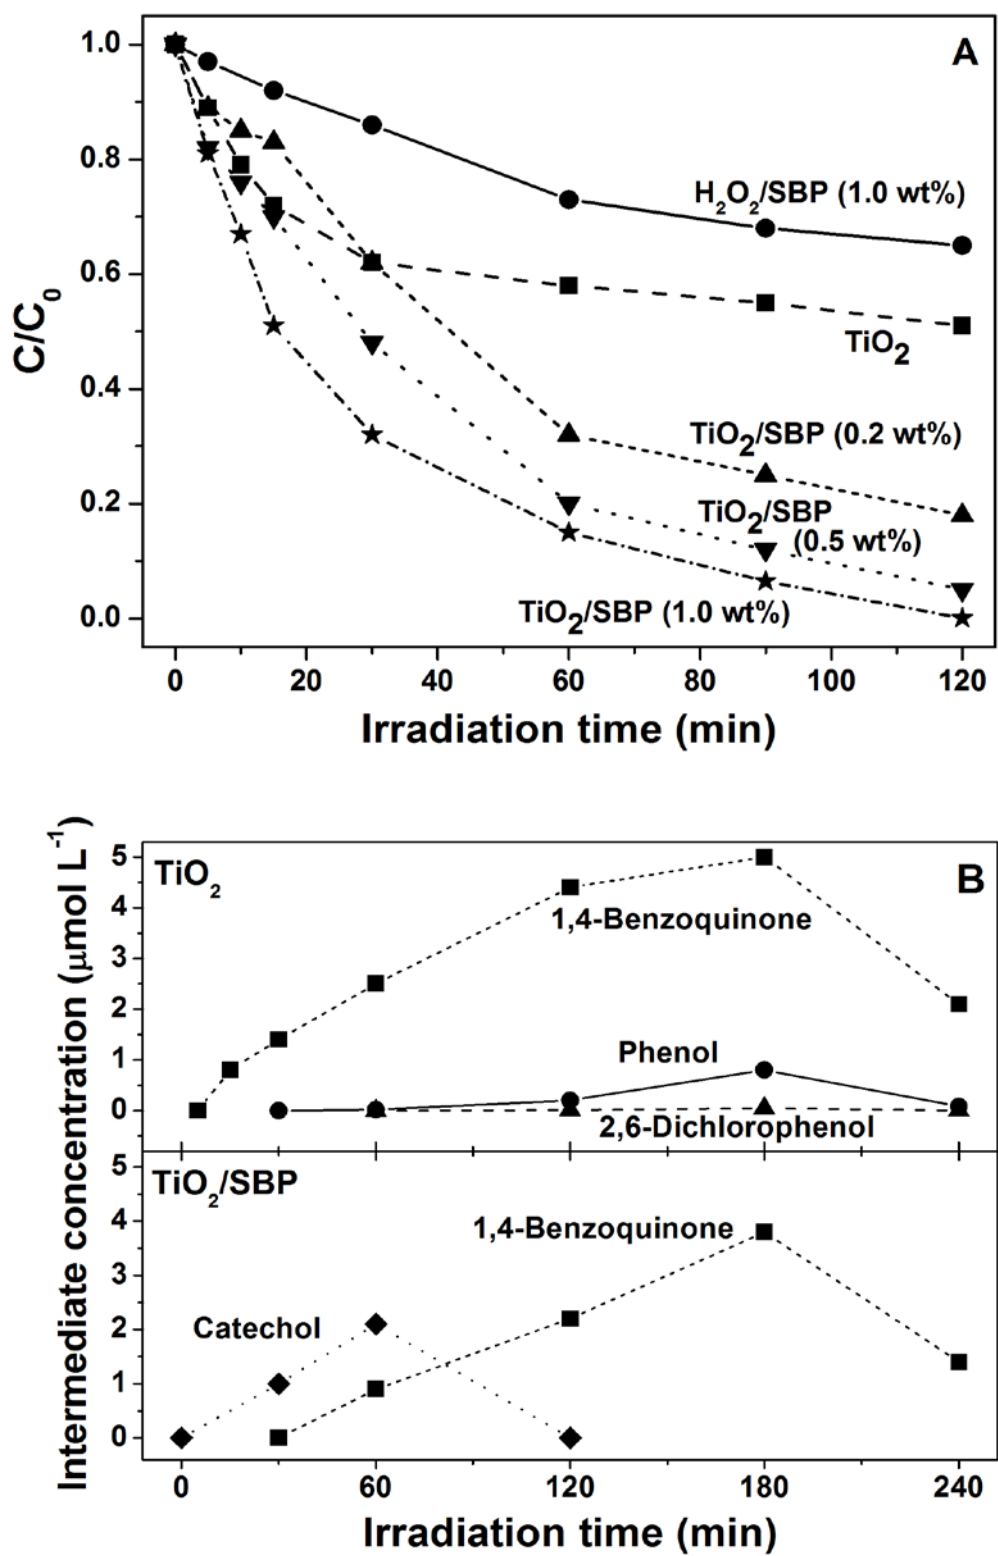 A
1.0
0.8
0.6
0.4
0.2
0.0
C/C₀
H₂O₂/SBP (1.0 wt%)
TiO₂
TiO₂/SBP (0.2 wt%)
TiO₂/SBP
(0.5 wt%)
TiO₂/SBP (1.0 wt%)
0 20 40 60 80 100 120
Irradiation time (min)
Intermediate concentration (μmol L⁻¹)
TiO₂
B
5
4
3
2
1
0
1,4-Benzoquinone
Phenol
2,6-Dichlorophenol
TiO₂/SBP
5
4
3
2
1
0
1,4-Benzoquinone
Catechol
0 60 120 180 240
Irradiation time (min)